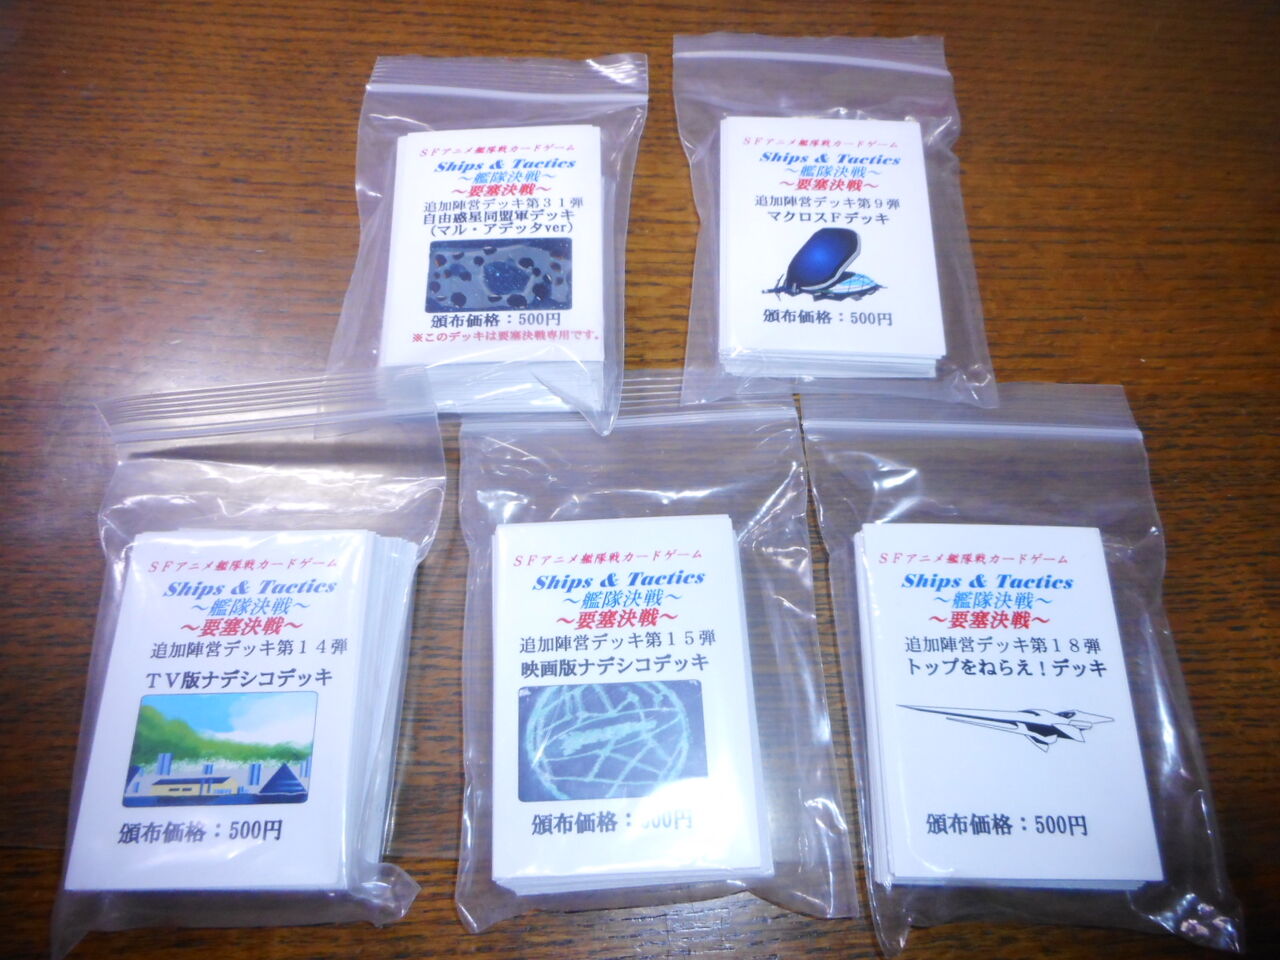 SFアニメ艦隊戦カードゲーム
Ships & Tactics
～艦隊決戦～
～要塞決戦～
追加陣営デッキ第31弾
自由惑星同盟軍デッキ
(マル・アデッタver)
頒布価格：500円
※このデッキは要塞決戦専用です。
SFアニメ艦隊戦カードゲーム
Ships & Tactics
～艦隊決戦～
～要塞決戦～
追加陣営デッキ第9弾
マクロスFデッキ
頒布価格：500円
SFアニメ艦隊戦カードゲーム
Ships & Tactics
～艦隊決戦～
～要塞決戦～
追加陣営デッキ第14弾
TV版ナデシコデッキ
頒布価格：500円
SFアニメ艦隊戦カードゲーム
Ships & Tactics
～艦隊決戦～
～要塞決戦～
追加陣営デッキ第15弾
映画版ナデシコデッキ
頒布価格：500円
SFアニメ艦隊戦カードゲーム
Ships & Tactics
～艦隊決戦～
～要塞決戦～
追加陣営デッキ第18弾
トップをねらえ！デッキ
頒布価格：500円